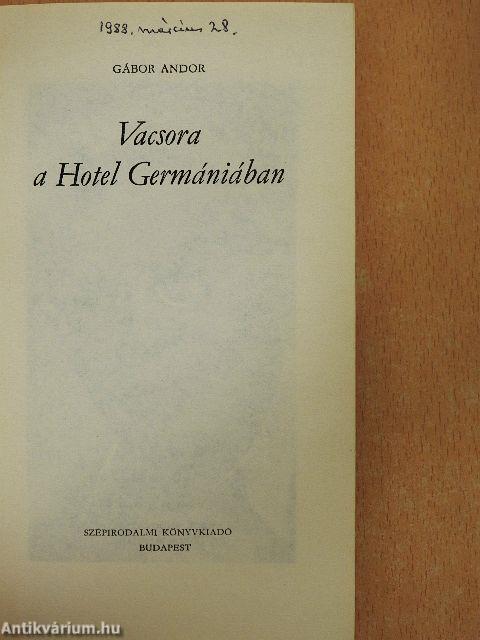 1988. március 28.
GÁBOR ANDOR
Vacsora
a Hotel Germániában
SZÉPIRODALMI KÖNYVKIADÓ
BUDAPEST
Antikvárium.hu